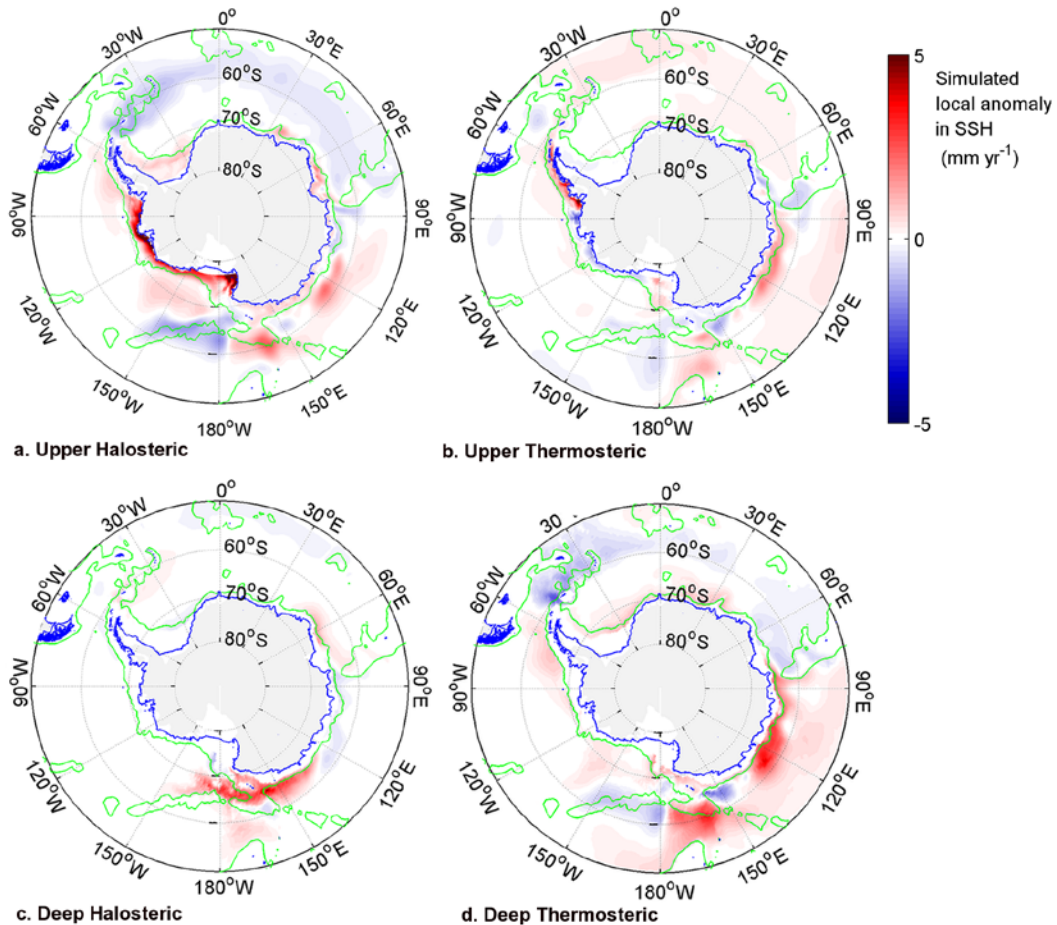 0°
30°E
60°E
90°E
120°E
150°E
180°W
150°W
120°W
90°W
60°W
30°W
60°S
70°S
80°S
a. Upper Halosteric
0°
30°E
60°E
90°E
120°E
150°E
180°W
150°W
120°W
90°W
60°W
30°W
60°S
70°S
80°S
b. Upper Thermosteric
5
0
-5
Simulated
local anomaly
in SSH
(mm yr⁻¹)
0°
30°E
60°E
90°E
120°E
150°E
180°W
150°W
120°W
90°W
60°W
30°W
60°S
70°S
80°S
c. Deep Halosteric
0°
30°E
60°E
90°E
120°E
150°E
180°W
150°W
120°W
90°W
60°W
30
60°S
70°S
80°S
d. Deep Thermosteric